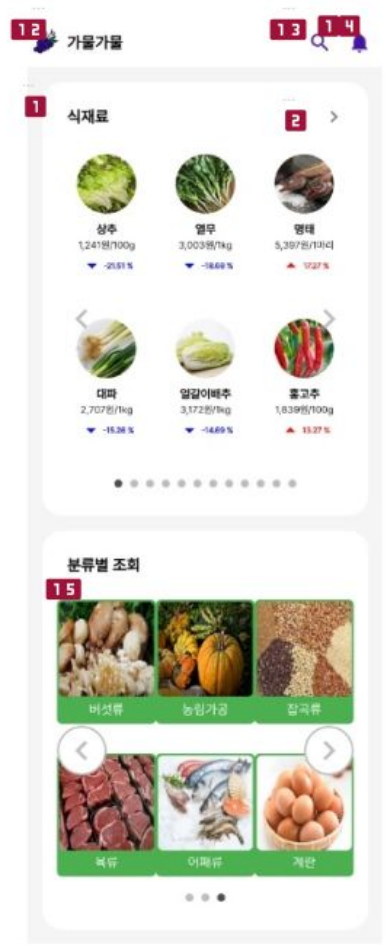 12
가물가물
13
14
1
식재료
2
상추
열무
명태
1,241원/100g
3,003원/1kg
5,397원/1마리
▼ -21.51 %
▼ -18.68 %
▲ 17.27 %
대파
얼갈이배추
홍고추
2,707원/1kg
3,172원/1kg
1,839원/100g
▼ -15.26 %
▼ -14.69 %
▲ 13.27 %
분류별 조회
15
버섯류
농림가공
잡곡류
육류
어패류
계란